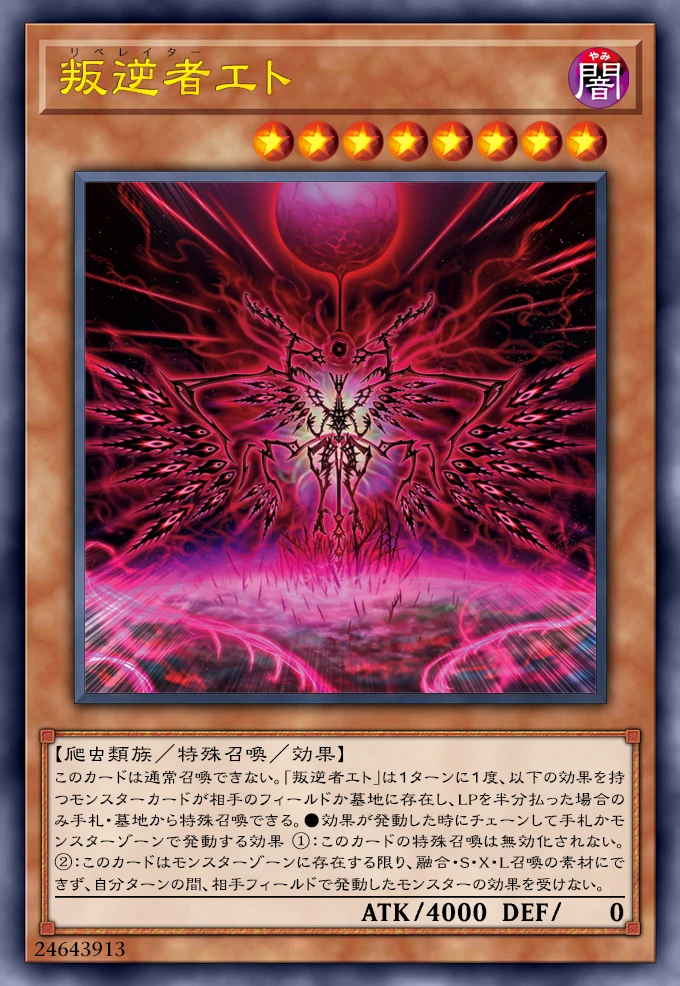 リベレイター
叛逆者エト
やみ
闇
【爬虫類族／特殊召喚／効果】
このカードは通常召喚できない。「叛逆者エト」は1ターンに1度、以下の効果を持
つモンスターカードが相手のフィールドか墓地に存在し、LPを半分払った場合の
み手札・墓地から特殊召喚できる。●効果が発動した時にチェーンして手札かモ
ンスターゾーンで発動する効果 ①：このカードの特殊召喚は無効化されない。
②：このカードはモンスターゾーンに存在する限り、融合・S・X・L召喚の素材にで
きず、自分ターンの間、相手フィールドで発動したモンスターの効果を受けない。
ATK/4000 DEF/ 0
24643913